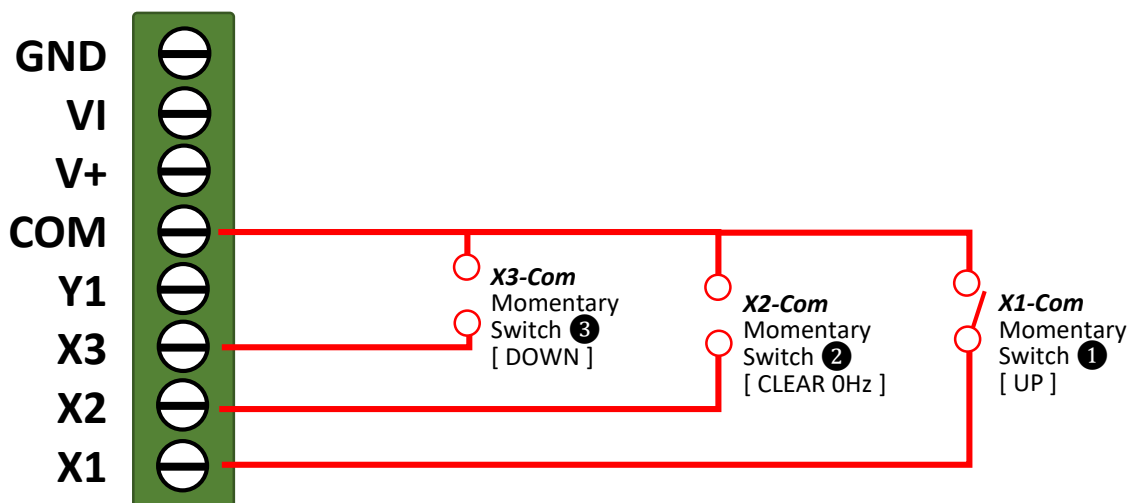 GND
VI
V+
COM
Y1
X3
X2
X1
X3-Com
Momentary
Switch ❸
[ DOWN ]
X2-Com
Momentary
Switch ❷
[ CLEAR 0Hz ]
X1-Com
Momentary
Switch ❶
[ UP ]